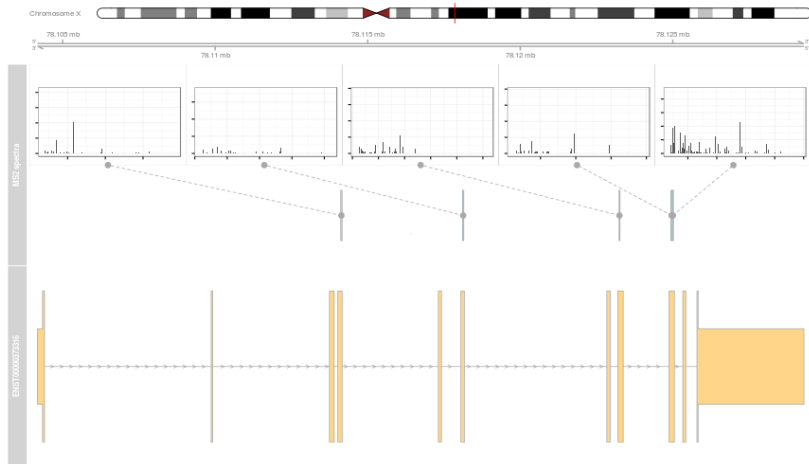 Chromosome X
78.105 mb
78.115 mb
78.125 mb
78.11 mb
78.12 mb
MS2 spectra
ENST00000373316